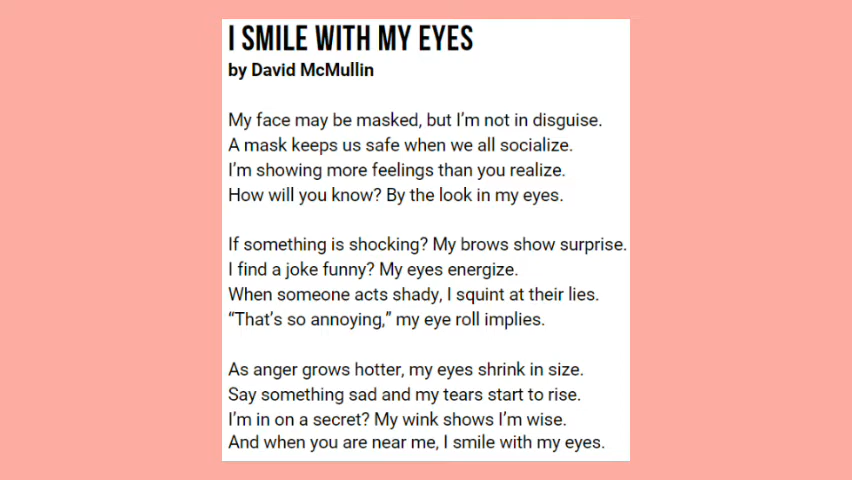 I SMILE WITH MY EYES
by David McMullin
My face may be masked, but I'm not in disguise.
A mask keeps us safe when we all socialize.
I'm showing more feelings than you realize.
How will you know? By the look in my eyes.
If something is shocking? My brows show surprise.
I find a joke funny? My eyes energize.
When someone acts shady, I squint at their lies.
“That's so annoying,” my eye roll implies.
As anger grows hotter, my eyes shrink in size.
Say something sad and my tears start to rise.
I'm in on a secret? My wink shows I'm wise.
And when you are near me, I smile with my eyes.